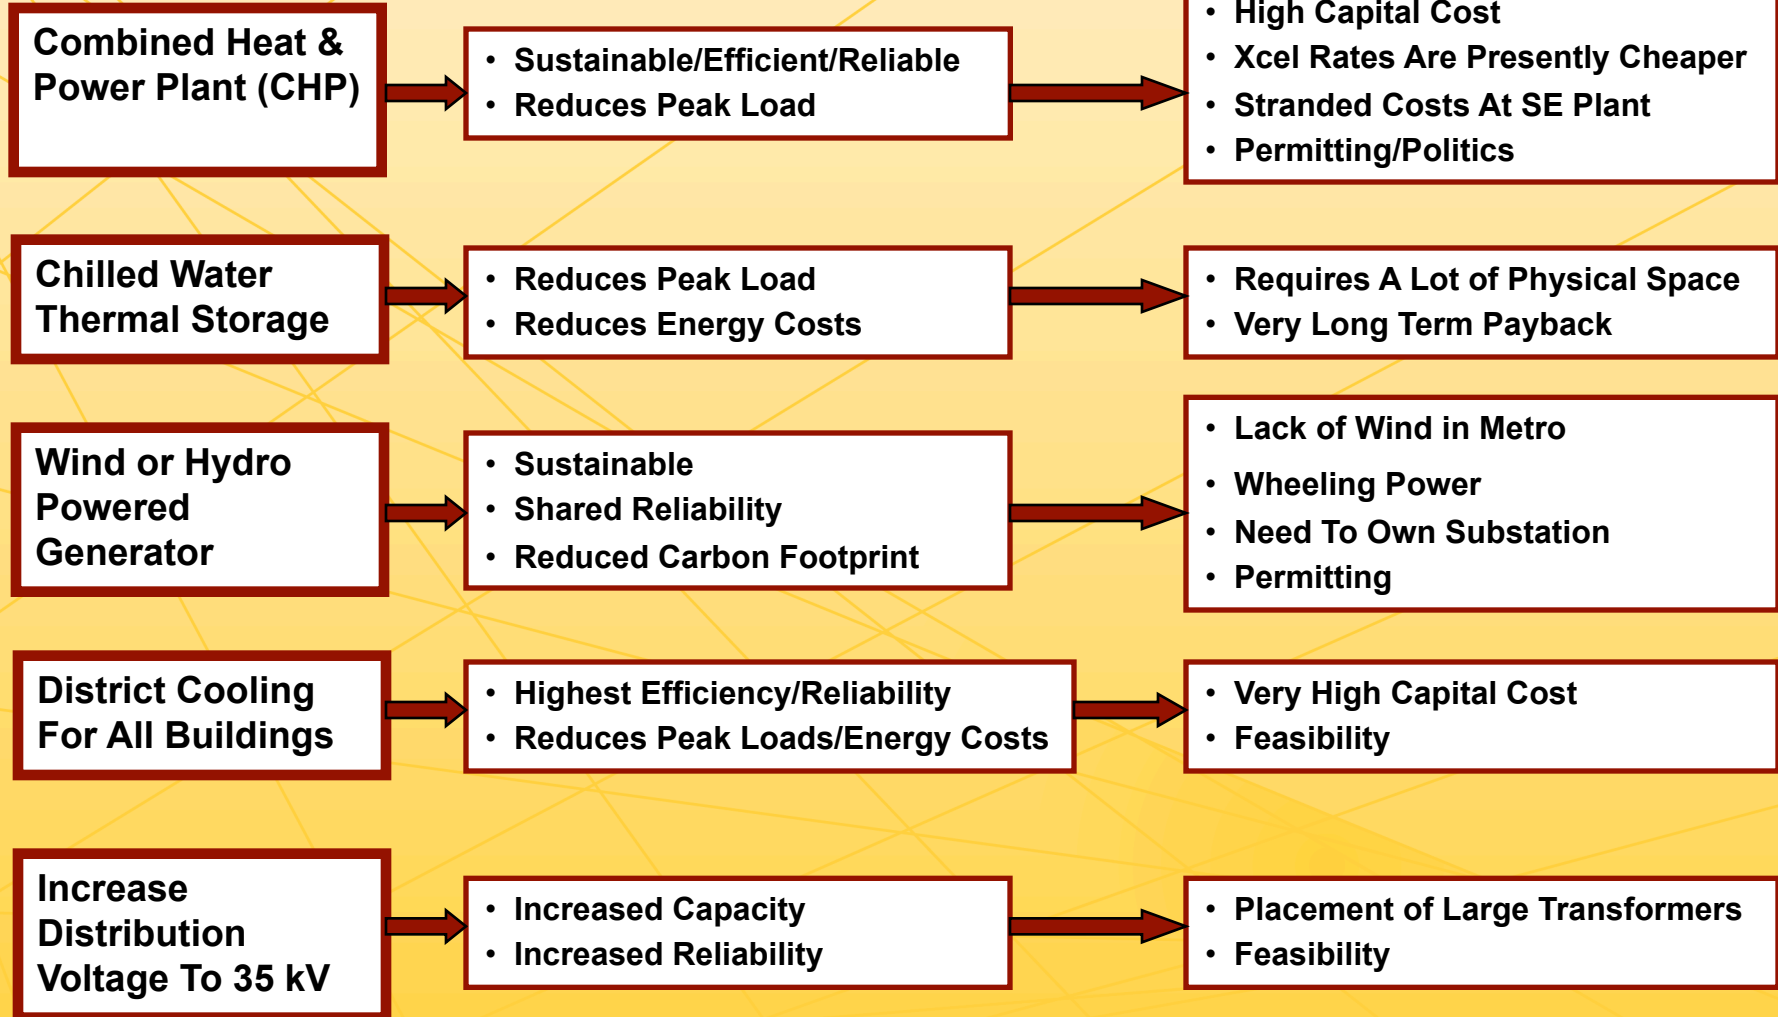 Combined Heat &
Power Plant (CHP)
• Sustainable/Efficient/Reliable
• Reduces Peak Load
• High Capital Cost
• Xcel Rates Are Presently Cheaper
• Stranded Costs At SE Plant
• Permitting/Politics
Chilled Water
Thermal Storage
• Reduces Peak Load
• Reduces Energy Costs
• Requires A Lot of Physical Space
• Very Long Term Payback
Wind or Hydro
Powered
Generator
• Sustainable
• Shared Reliability
• Reduced Carbon Footprint
• Lack of Wind in Metro
• Wheeling Power
• Need To Own Substation
• Permitting
District Cooling
For All Buildings
• Highest Efficiency/Reliability
• Reduces Peak Loads/Energy Costs
• Very High Capital Cost
• Feasibility
Increase
Distribution
Voltage To 35 kV
• Increased Capacity
• Increased Reliability
• Placement of Large Transformers
• Feasibility